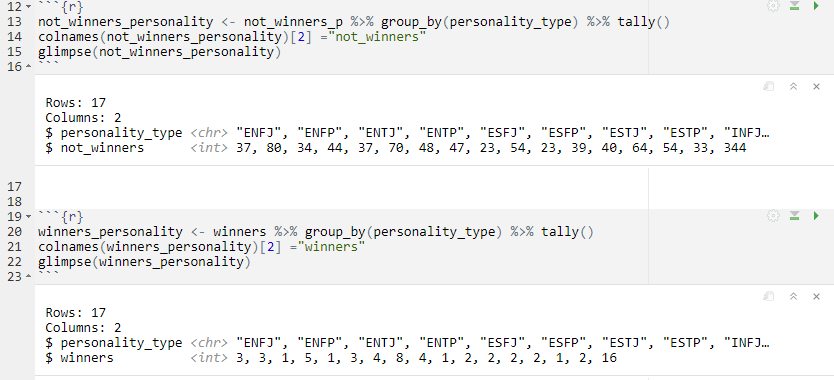 12 ```{r}
13 not_winners_personality <- not_winners_p %>% group_by(personality_type) %>% tally()
14 colnames(not_winners_personality)[2] ="not_winners"
15 glimpse(not_winners_personality)
16 ```
Rows: 17
Columns: 2
$ personality_type <chr> "ENFJ", "ENFP", "ENTJ", "ENTP", "ESFJ", "ESFP", "ESTJ", "ESTP", "INFJ…
$ not_winners      <int> 37, 80, 34, 44, 37, 70, 48, 47, 23, 54, 23, 39, 40, 64, 54, 33, 344
17
18
19 ```{r}
20 winners_personality <- winners %>% group_by(personality_type) %>% tally()
21 colnames(winners_personality)[2] ="winners"
22 glimpse(winners_personality)
23 ```
Rows: 17
Columns: 2
$ personality_type <chr> "ENFJ", "ENFP", "ENTJ", "ENTP", "ESFJ", "ESFP", "ESTJ", "ESTP", "INFJ…
$ winners          <int> 3, 3, 1, 5, 1, 3, 4, 8, 4, 1, 2, 2, 2, 2, 1, 2, 16